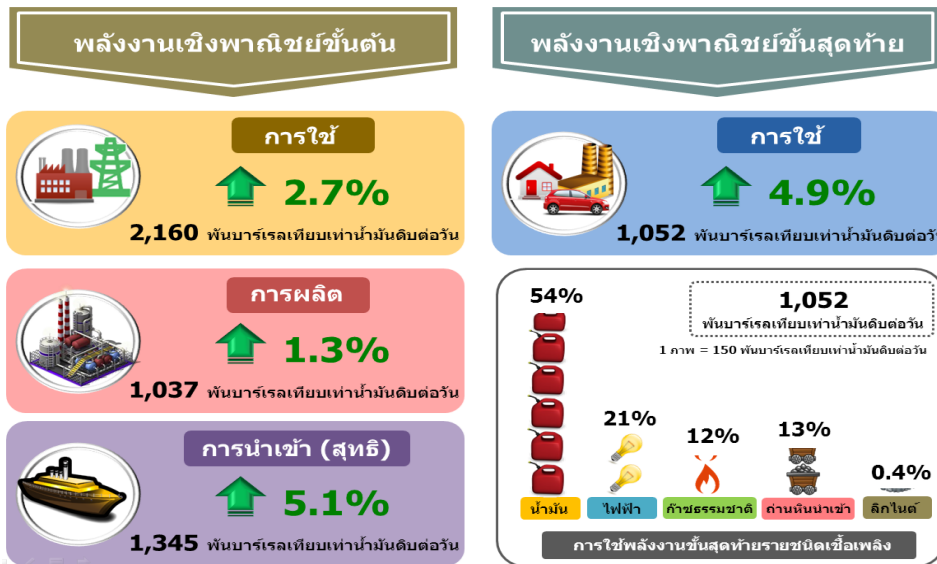 พลังงานเชิงพาณิชย์ขั้นต้น
การใช้
2.7%
2,160 พันบาร์เรลเทียบเท่าน้ำมันดิบต่อวัน
การผลิต
1.3%
1,037 พันบาร์เรลเทียบเท่าน้ำมันดิบต่อวัน
การนำเข้า (สุทธิ)
5.1%
1,345 พันบาร์เรลเทียบเท่าน้ำมันดิบต่อวัน
พลังงานเชิงพาณิชย์ขั้นสุดท้าย
การใช้
4.9%
1,052 พันบาร์เรลเทียบเท่าน้ำมันดิบต่อวั
1,052
พันบาร์เรลเทียบเท่าน้ำมันดิบต่อวัน
1 ภาพ = 150 พันบาร์เรลเทียบเท่าน้ำมันดิบต่อวัน
54% 21% 12% 13% 0.4%
น้ำมัน ไฟฟ้า ก๊าซธรรมชาติ ถ่านหินนำเข้า ลิกไนต์
การใช้พลังงานขั้นสุดท้ายรายชนิดเชื้อเพลิง